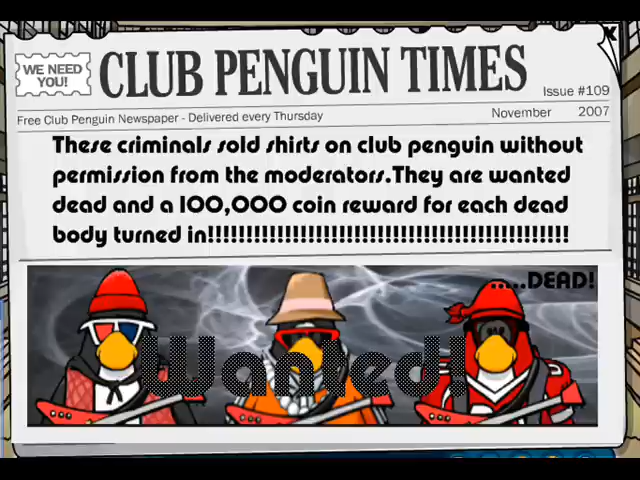 WE NEED
YOU!
CLUB PENGUIN TIMES
Issue #109
Free Club Penguin Newspaper - Delivered every Thursday
November 2007
These criminals sold shirts on club penguin without
permission from the moderators.They are wanted
dead and a 100,000 coin reward for each dead
body turned in!!!!!!!!!!!!!!!!!!!!!!!!!!!!!!!!!!!!!!!!!!!!!!!
.....DEAD!
Wanted!
X